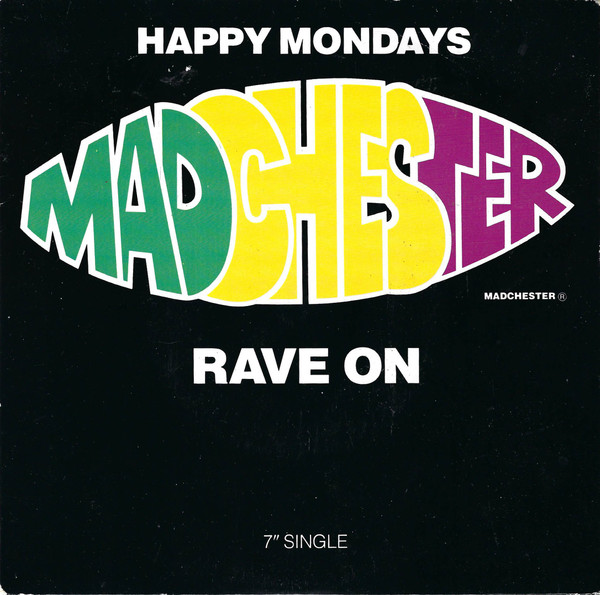 HAPPY MONDAYS
MADCHESTER
MADCHESTER ®
RAVE ON
7" SINGLE